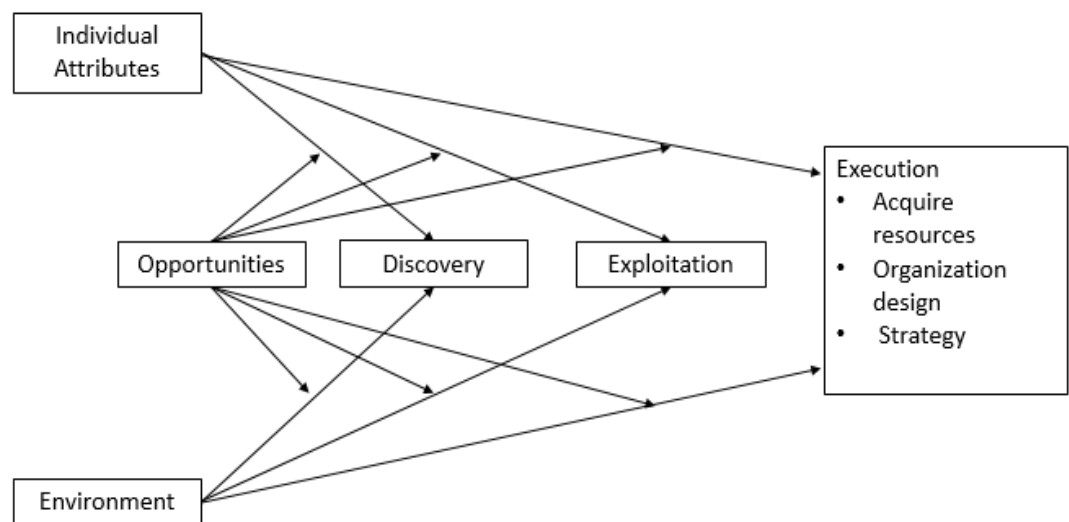 Individual
Attributes
Execution
• Acquire
resources
• Organization
design
• Strategy
Opportunities
Discovery
Exploitation
Environment